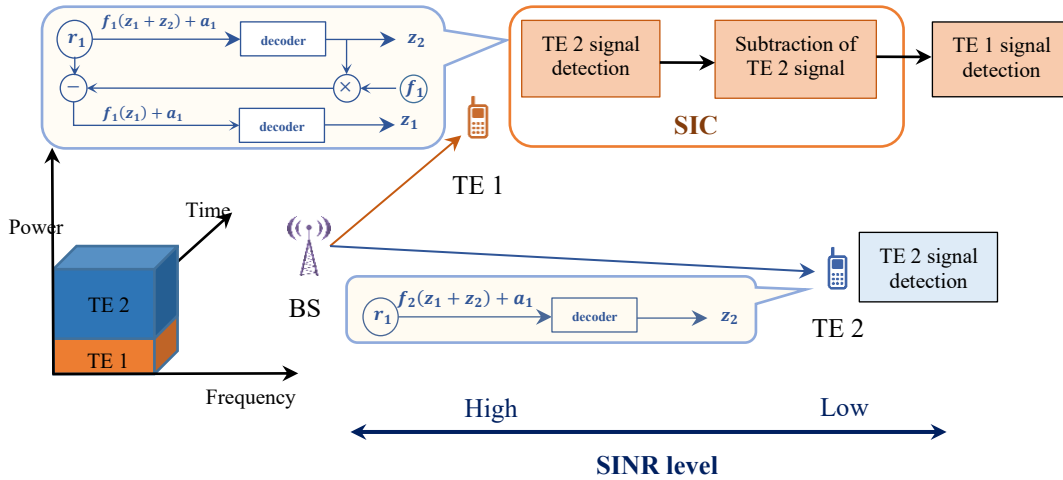 f₁(z₁ + z₂) + a₁
r₁
decoder
z₂
−
×
f₁
f₁(z₁) + a₁
decoder
z₁
TE 2 signal
detection
Subtraction of
TE 2 signal
SIC
TE 1 signal
detection
TE 1
Power
Time
TE 2
TE 1
Frequency
BS
f₂(z₁ + z₂) + a₁
r₁
decoder
z₂
TE 2
TE 2 signal
detection
High
Low
SINR level